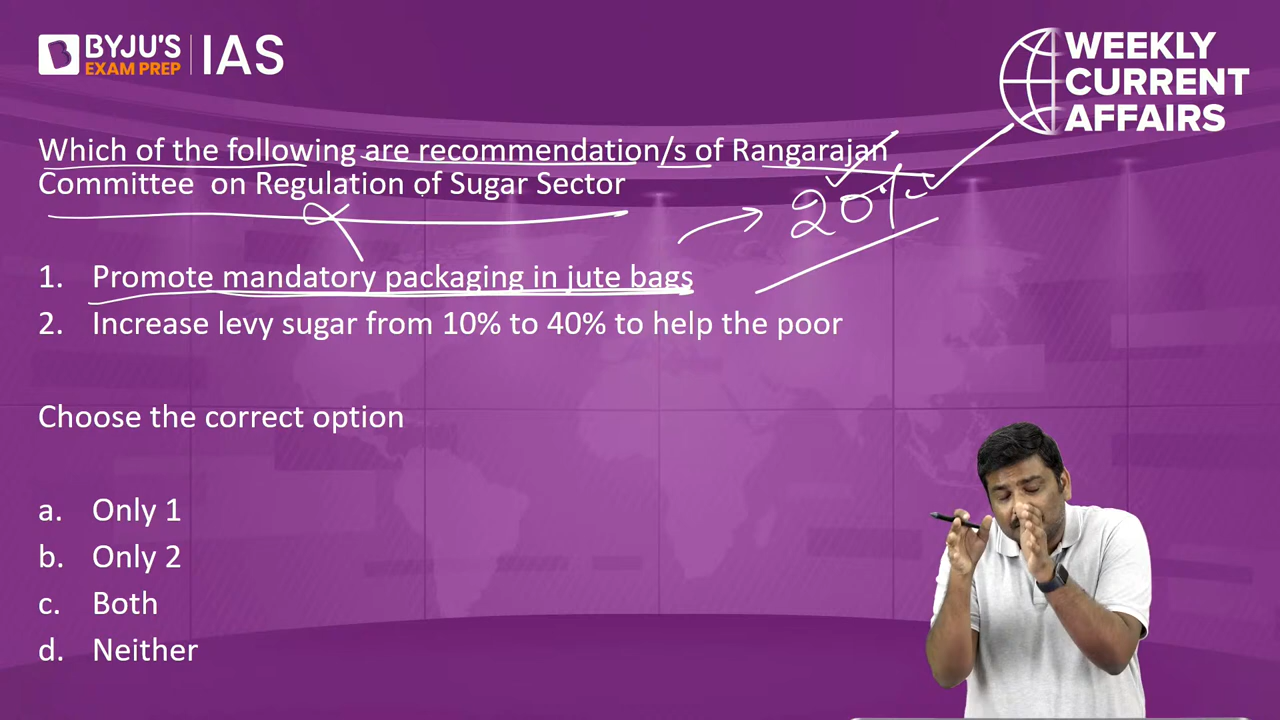 BYJU'S
EXAM PREP
IAS
WEEKLY
CURRENT
AFFAIRS
Which of the following are recommendation/s of Rangarajan
Committee on Regulation of Sugar Sector
20%
1. Promote mandatory packaging in jute bags
2. Increase levy sugar from 10% to 40% to help the poor
Choose the correct option
a. Only 1
b. Only 2
c. Both
d. Neither